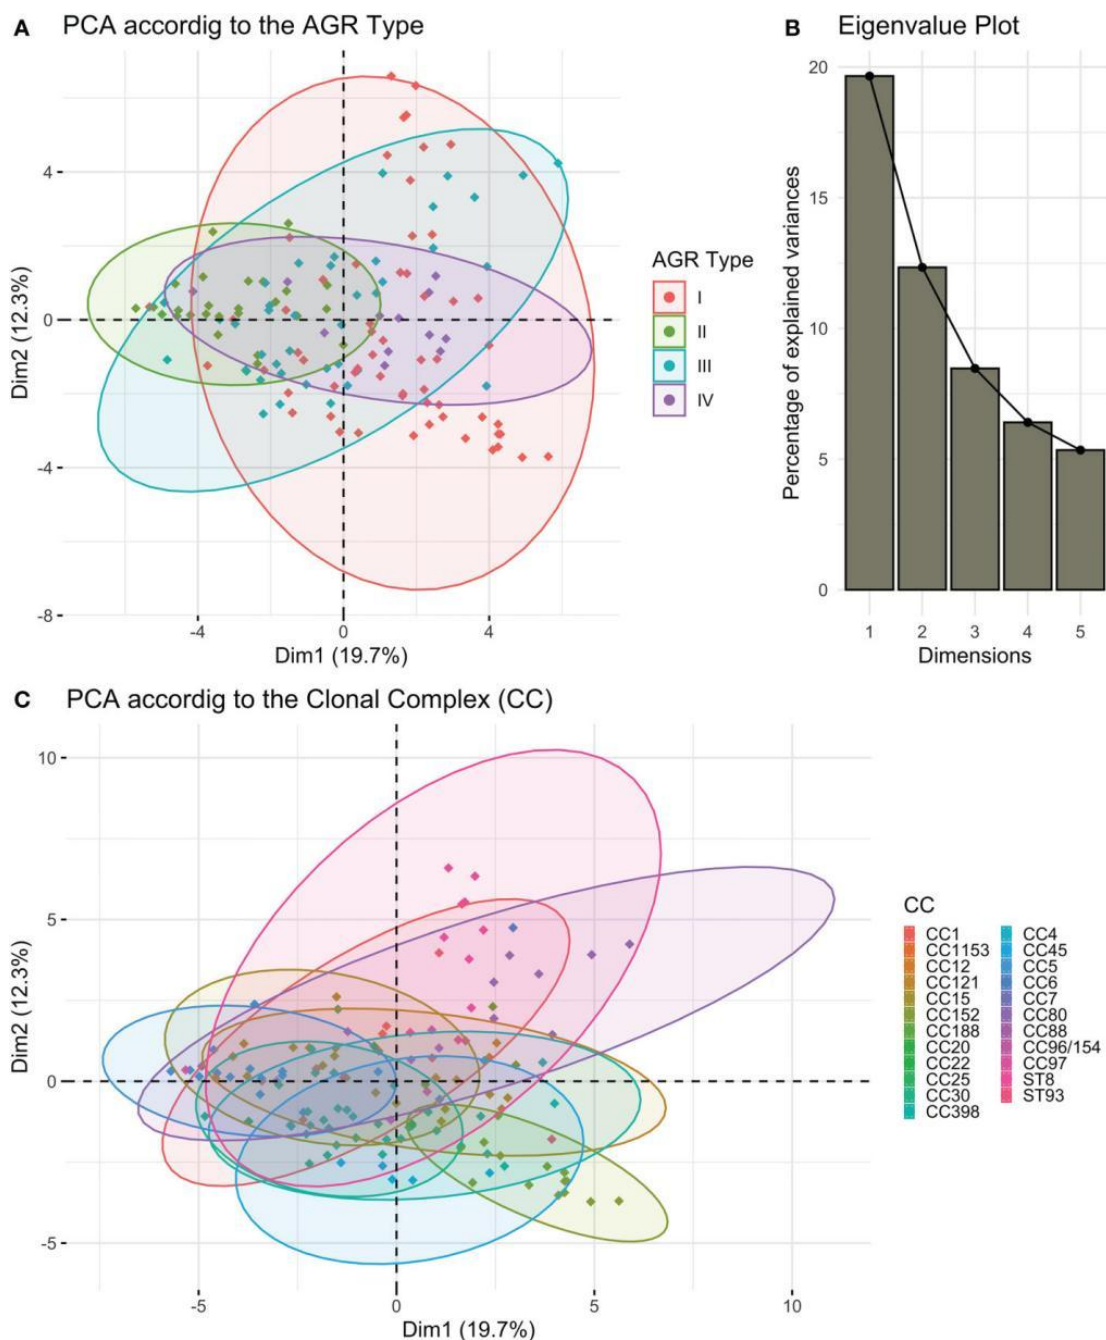 A PCA accordig to the AGR Type
4
0
-4
-8
-4
0
4
Dim2 (12.3%)
Dim1 (19.7%)
AGR Type
I
II
III
IV
B Eigenvalue Plot
20
15
10
5
0
Percentage of explained variances
1
2
3
4
5
Dimensions
C PCA accordig to the Clonal Complex (CC)
10
5
0
-5
-5
0
5
10
Dim2 (12.3%)
Dim1 (19.7%)
CC
CC1
CC1153
CC12
CC121
CC15
CC152
CC188
CC20
CC22
CC25
CC30
CC398
CC4
CC45
CC5
CC6
CC7
CC80
CC88
CC96/154
CC97
ST8
ST93